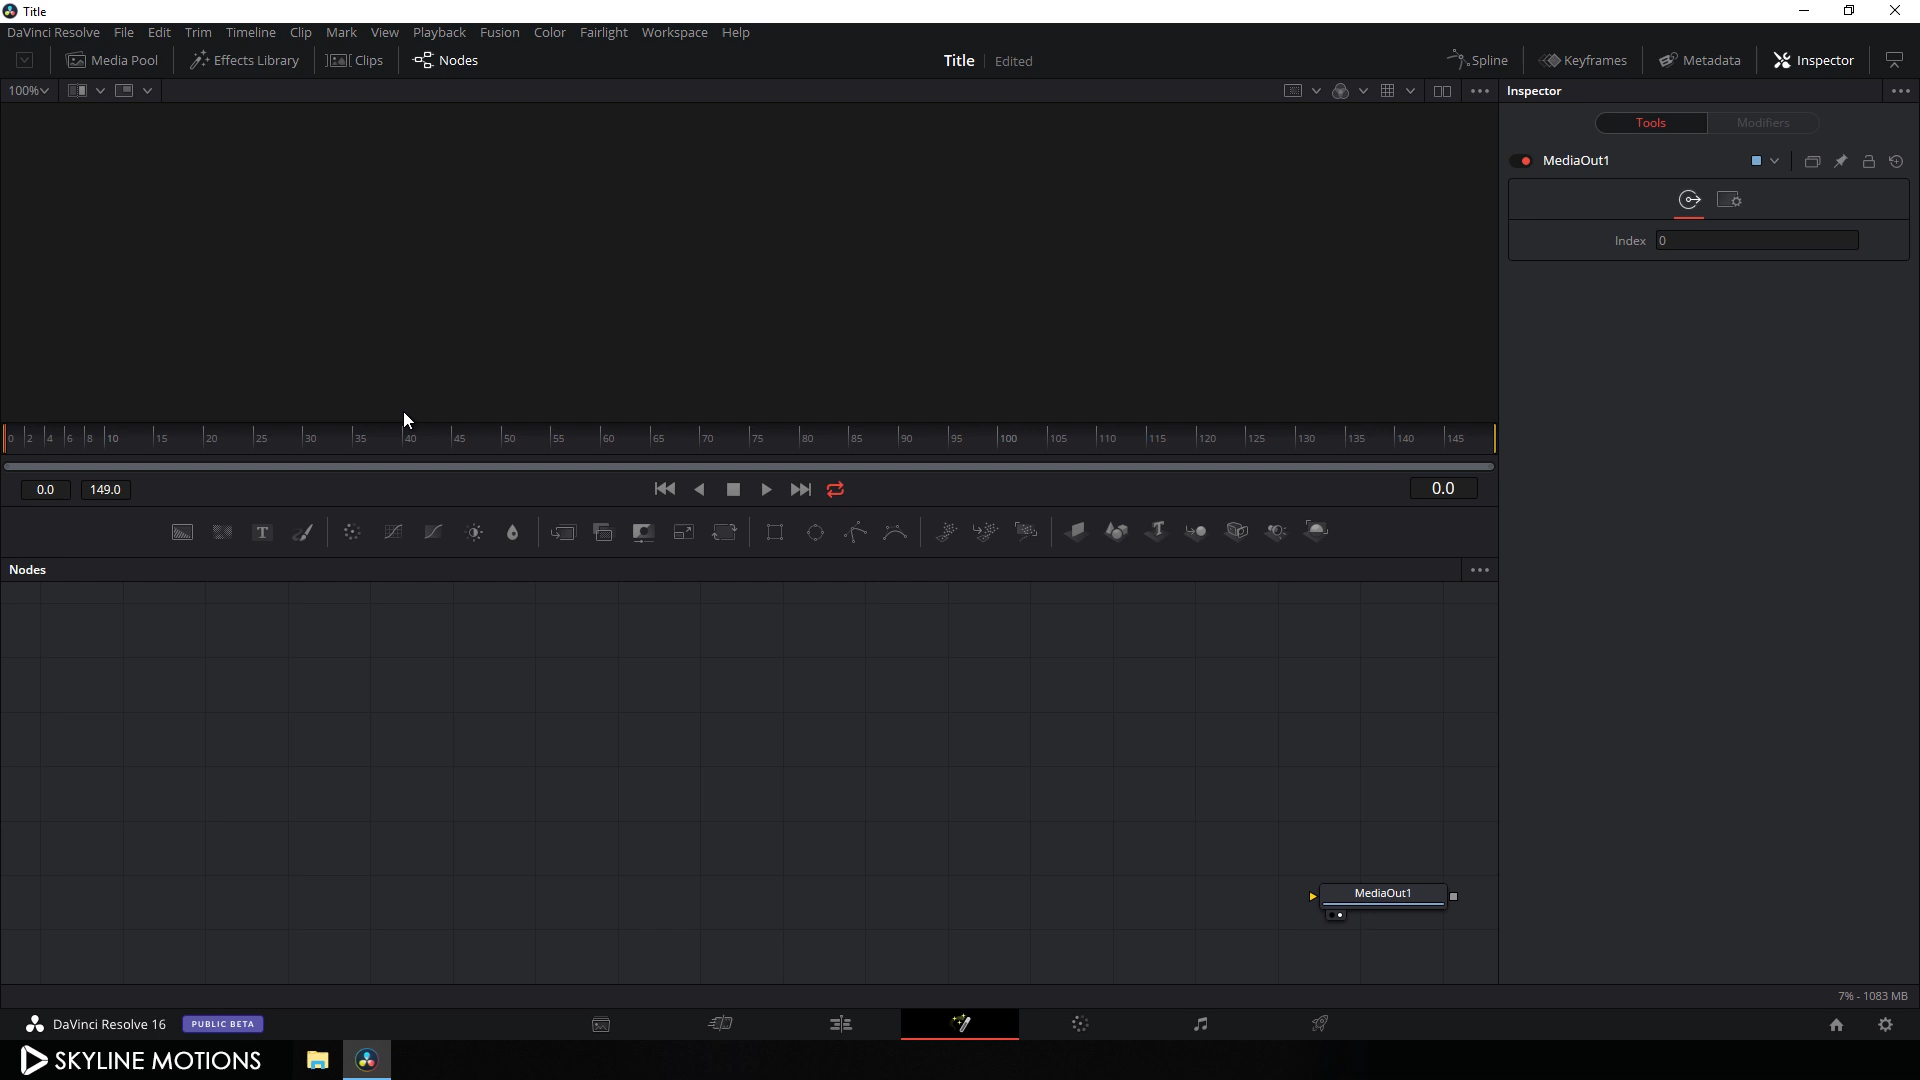 Title
DaVinci Resolve File Edit Trim Timeline Clip Mark View Playback Fusion Color Fairlight Workspace Help
Media Pool Effects Library Clips Nodes Title Edited Spline Keyframes Metadata Inspector
100% Inspector
Tools Modifiers
MediaOut1
Index 0
0 2 4 6 8 10 15 20 25 30 35 40 45 50 55 60 65 70 75 80 85 90 95 100 105 110 115 120 125 130 135 140 145
0.0 149.0 0.0
Nodes
MediaOut1
7% - 1083 MB
DaVinci Resolve 16 PUBLIC BETA
SKYLINE MOTIONS